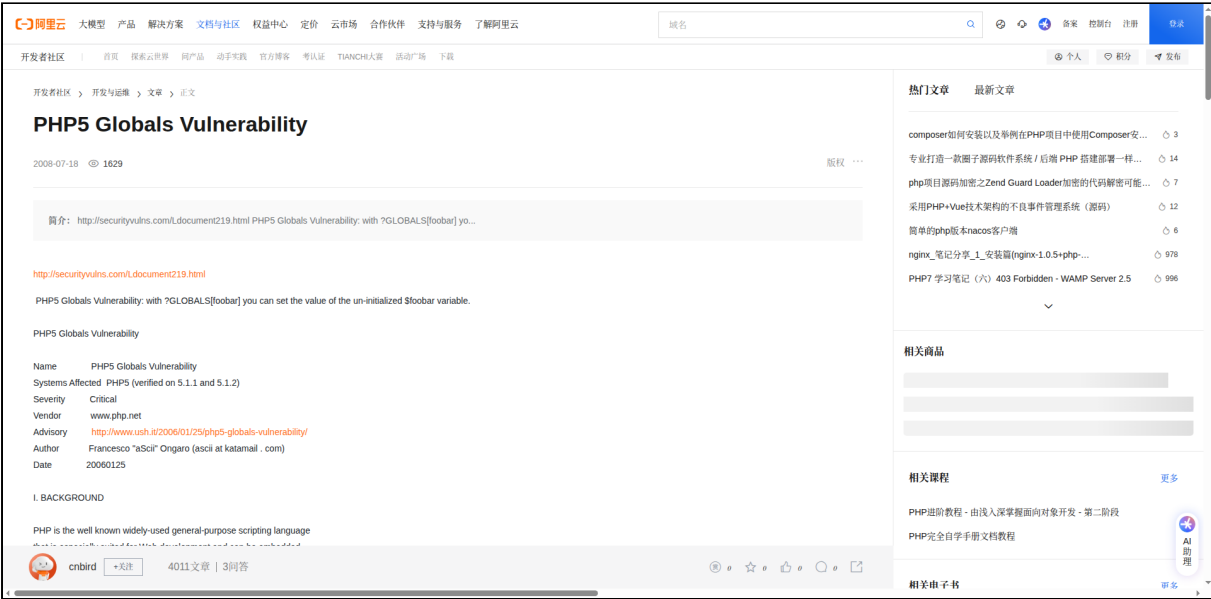 阿里云 大模型 产品 解决方案 文档与社区 权益中心 定价 云市场 合作伙伴 支持与服务 了解阿里云 域名 备案 控制台 注册 登录
开发者社区 首页 探索云世界 问产品 动手实践 官方博客 考认证 TIANCHI大赛 活动广场 下载 个人 积分 发布
开发者社区 > 开发与运维 > 文章 > 正文
PHP5 Globals Vulnerability
2008-07-18 1629 版权 ···
简介： http://securityvulns.com/Ldocument219.html PHP5 Globals Vulnerability: with ?GLOBALS[foobar] yo...
http://securityvulns.com/Ldocument219.html
PHP5 Globals Vulnerability: with ?GLOBALS[foobar] you can set the value of the un-initialized $foobar variable.
PHP5 Globals Vulnerability
Name PHP5 Globals Vulnerability
Systems Affected PHP5 (verified on 5.1.1 and 5.1.2)
Severity Critical
Vendor www.php.net
Advisory http://www.ush.it/2006/01/25/php5-globals-vulnerability/
Author Francesco "aScii" Ongaro (ascii at katamail . com)
Date 20060125
I. BACKGROUND
PHP is the well known widely-used general-purpose scripting language
that is especially suited for Web development and can be embedded
cnbird +关注 4011文章 | 3问答 赏 0 0 0 0
热门文章 最新文章
composer如何安装以及举例在PHP项目中使用Composer安... 3
专业打造一款圈子源码软件系统 / 后端 PHP 搭建部署一样... 14
php项目源码加密之Zend Guard Loader加密的代码解密可能... 7
采用PHP+Vue技术架构的不良事件管理系统（源码） 12
简单的php版本nacos客户端 6
nginx_笔记分享_1_安装篇(nginx-1.0.5+php-... 978
PHP7 学习笔记（六）403 Forbidden - WAMP Server 2.5 996
相关商品
相关课程 更多
PHP进阶教程 - 由浅入深掌握面向对象开发 - 第二阶段
PHP完全自学手册文档教程
相关电子书 更多
AI
助
理